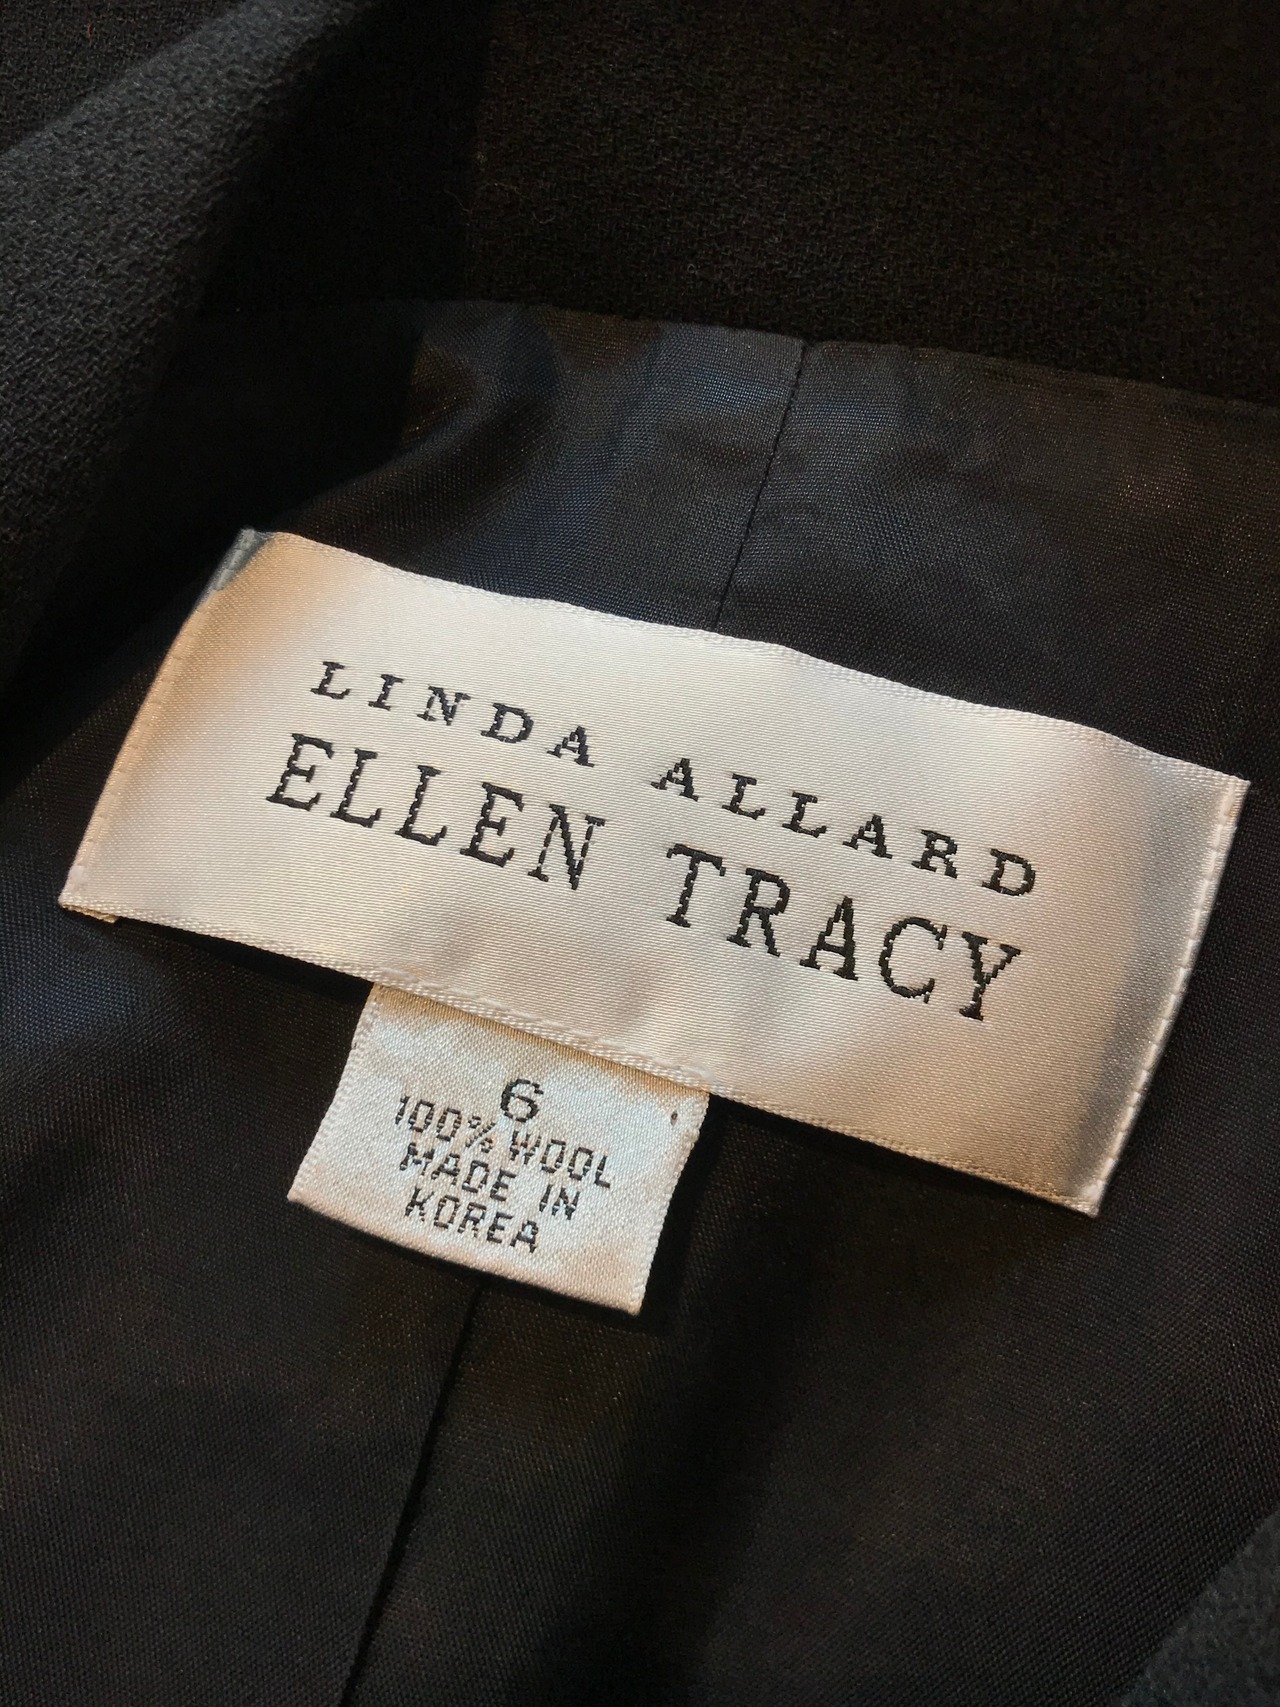 LINDA ALLARD
ELLEN TRACY
6
100% WOOL
MADE IN
KOREA